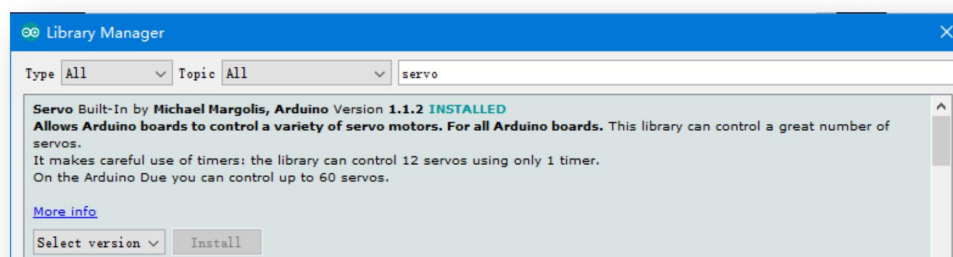 Library Manager
Type All Topic All servo
Servo Built-In by Michael Margolis, Arduino Version 1.1.2 INSTALLED
Allows Arduino boards to control a variety of servo motors. For all Arduino boards. This library can control a great number of
servos.
It makes careful use of timers: the library can control 12 servos using only 1 timer.
On the Arduino Due you can control up to 60 servos.
More info
Select version Install